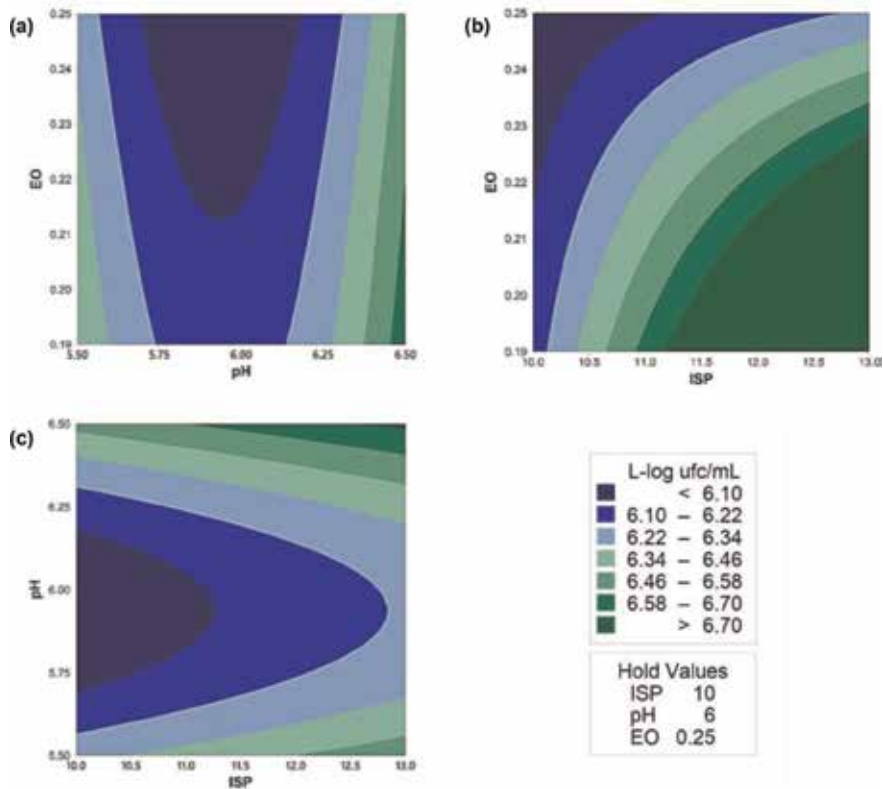 (a)
0.25
0.24
0.23
0.22
0.21
0.20
0.19
EO
5.50 5.75 6.00 6.25 6.50
pH
(b)
0.25
0.24
0.23
0.22
0.21
0.20
0.19
EO
10.0 10.5 11.0 11.5 12.0 12.5 13.0
ISP
(c)
6.50
6.25
6.00
5.75
5.50
pH
10.0 10.5 11.0 11.5 12.0 12.5 13.0
ISP
L-log ufc/mL
< 6.10
6.10 – 6.22
6.22 – 6.34
6.34 – 6.46
6.46 – 6.58
6.58 – 6.70
> 6.70
Hold Values
ISP 10
pH 6
EO 0.25